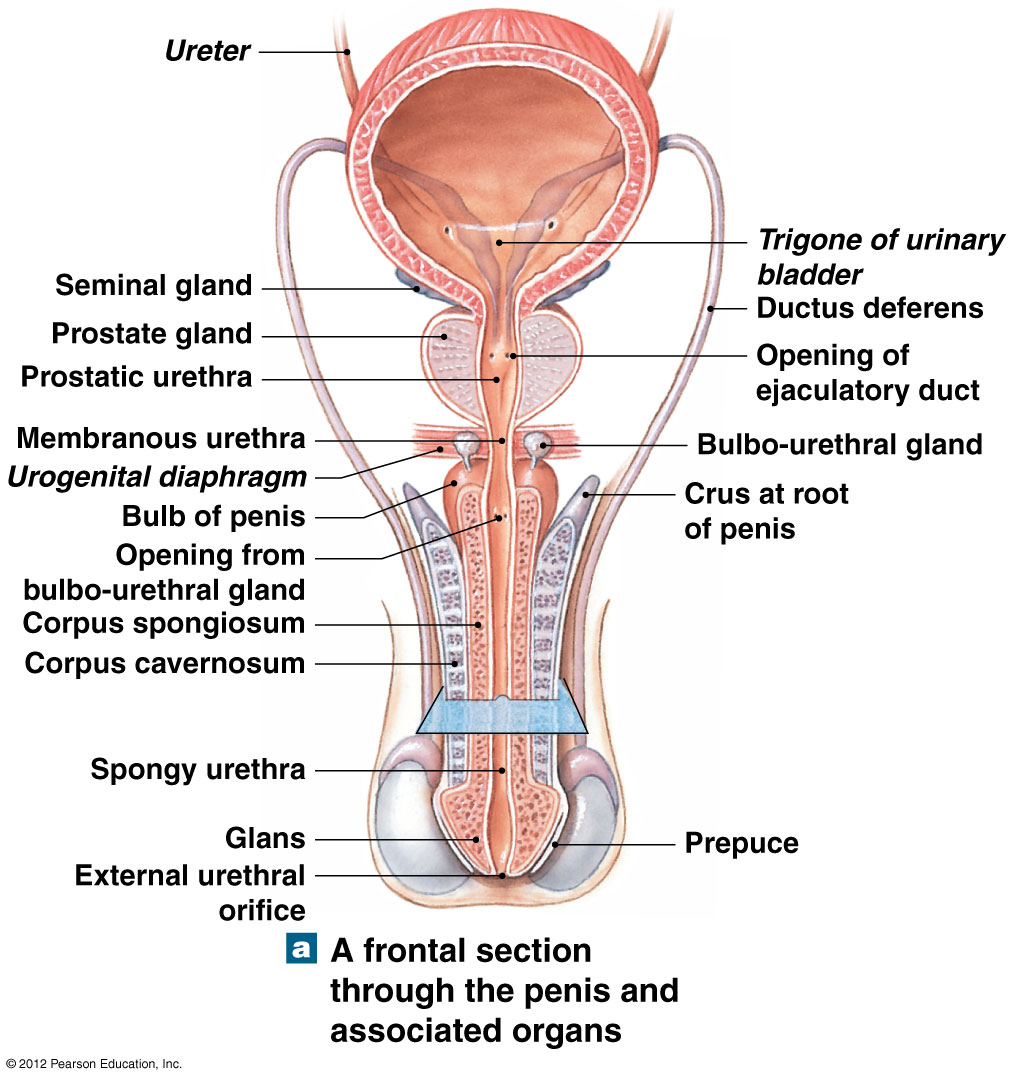 Ureter
Trigone of urinary
bladder
Seminal gland
Ductus deferens
Prostate gland
Opening of
ejaculatory duct
Prostatic urethra
Membranous urethra
Bulbo-urethral gland
Urogenital diaphragm
Crus at root
of penis
Bulb of penis
Opening from
bulbo-urethral gland
Corpus spongiosum
Corpus cavernosum
Spongy urethra
Glans
Prepuce
External urethral
orifice
a A frontal section
through the penis and
associated organs
© 2012 Pearson Education, Inc.